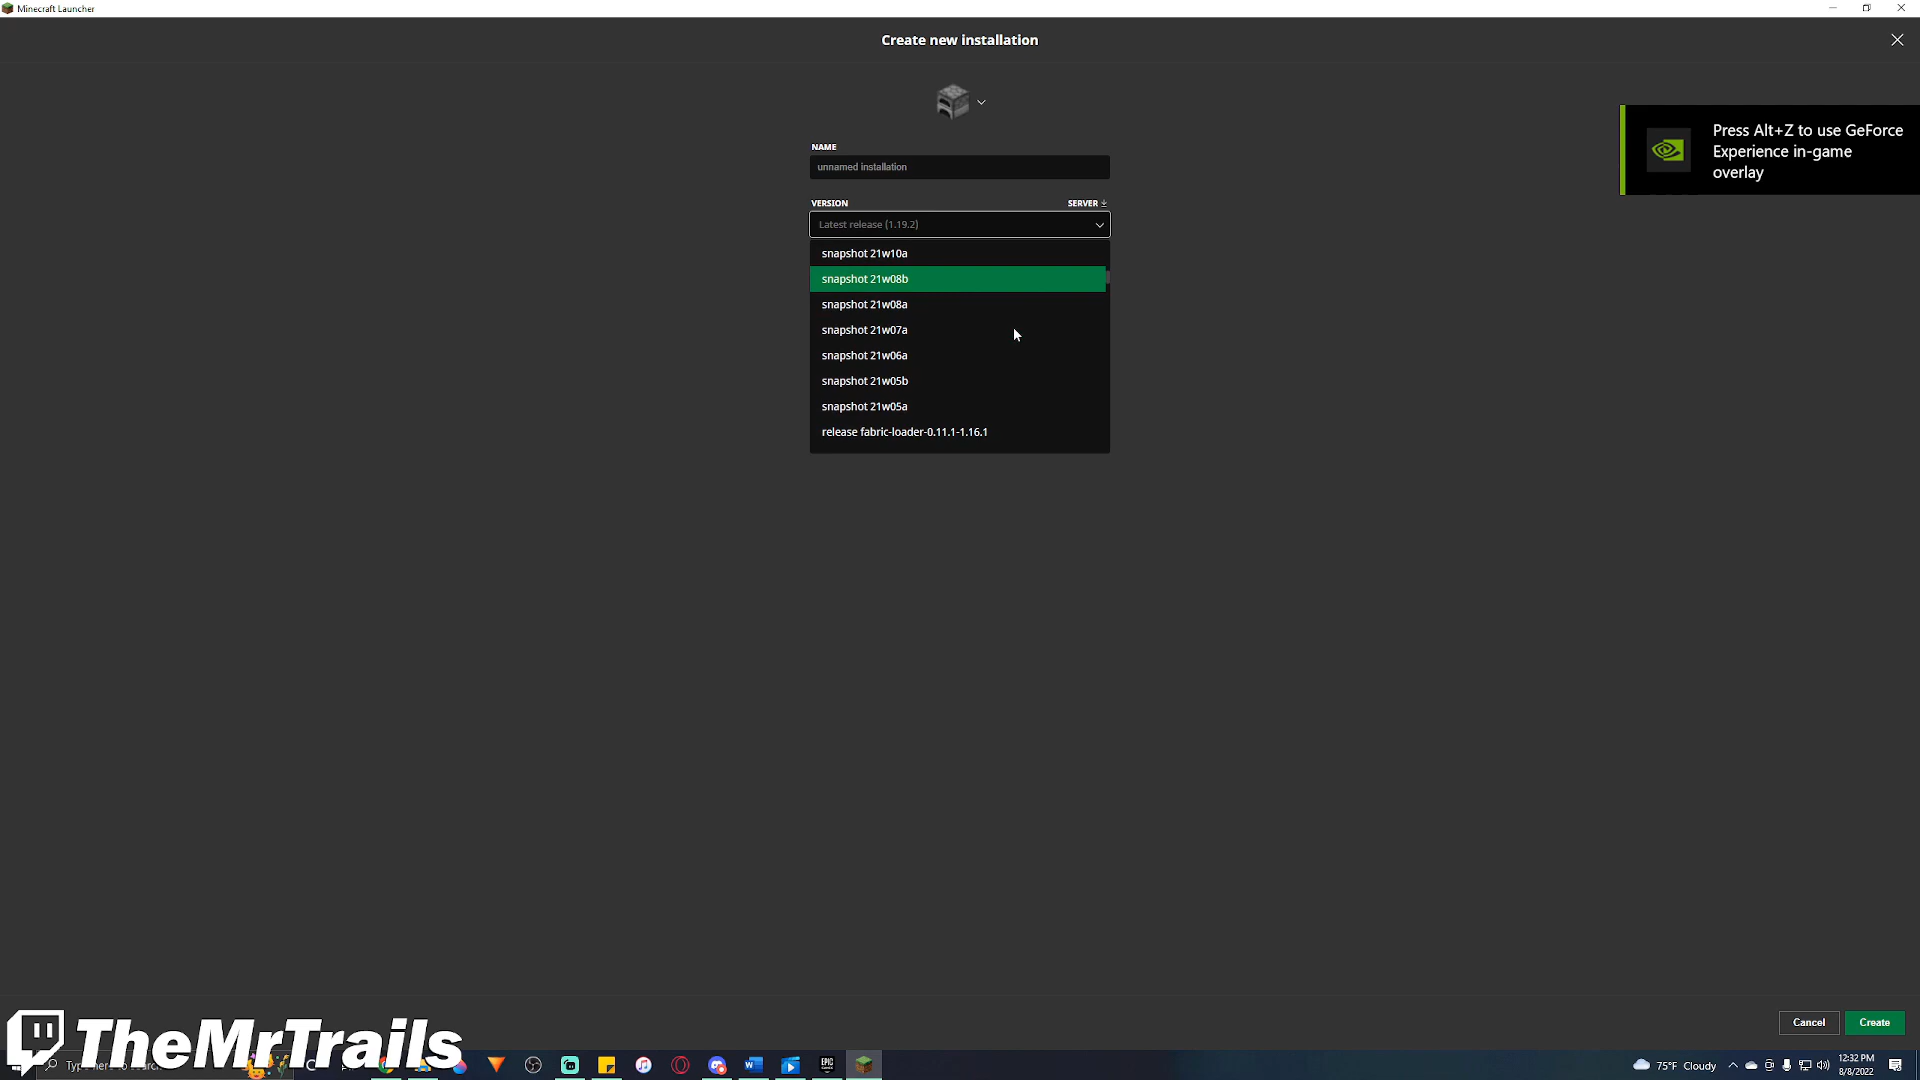 Minecraft Launcher
Create new installation
Press Alt+Z to use GeForce
Experience in-game
overlay
NAME
unnamed installation
VERSION
SERVER
Latest release (1.19.2)
snapshot 21w10a
snapshot 21w08b
snapshot 21w08a
snapshot 21w07a
snapshot 21w06a
snapshot 21w05b
snapshot 21w05a
release fabric-loader-0.11.1-1.16.1
Cancel
Create
TheMrTrails
EPIC GAMES
75°F Cloudy
12:32 PM
8/8/2022